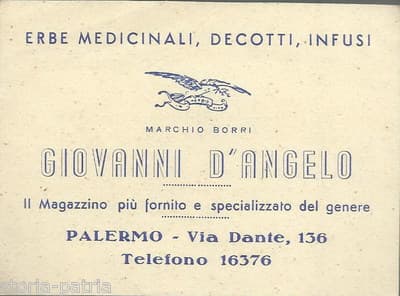 ERBE MEDICINALI, DECOTTI, INFUSI
MARCHIO BORRI
GIOVANNI D'ANGELO
Il Magazzino più fornito e specializzato del genere
PALERMO - Via Dante, 136
Telefono 16376
storia-patria